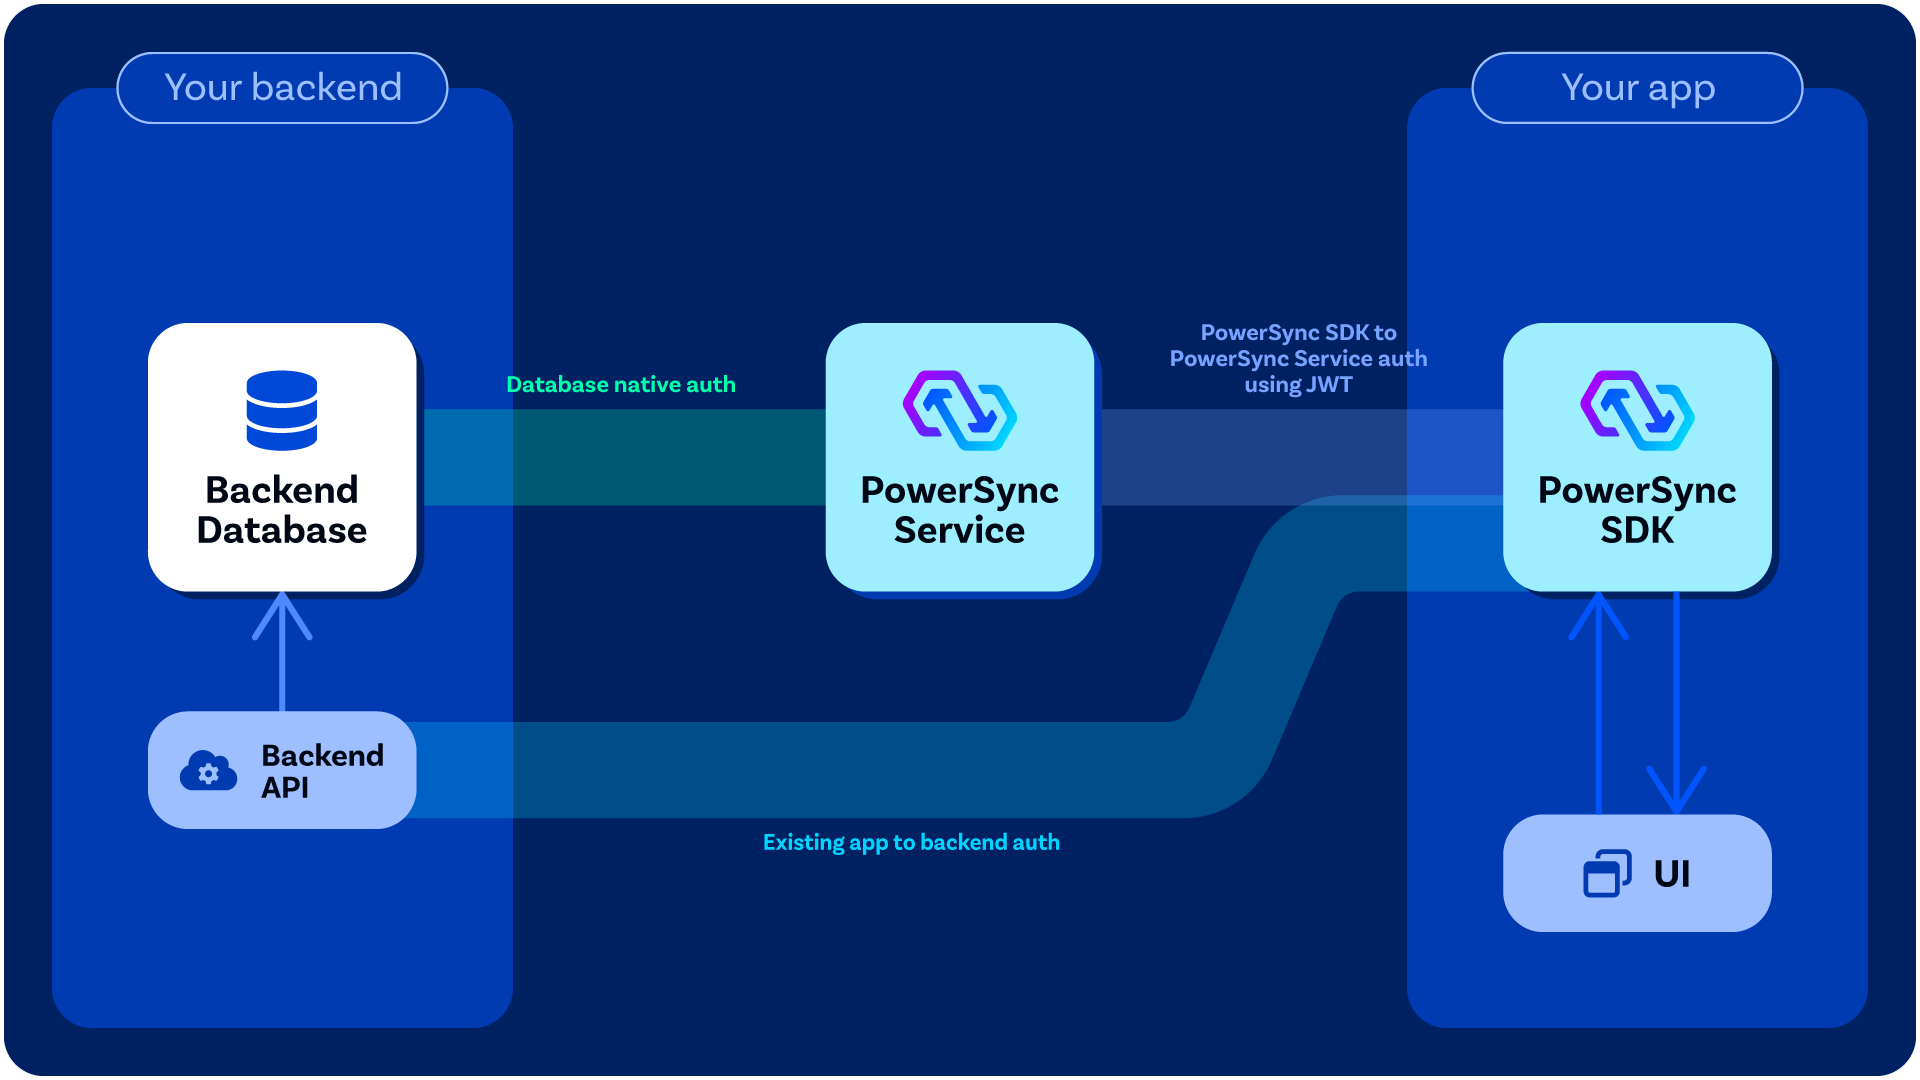 Your backend
Your app
Database native auth
PowerSync SDK to
PowerSync Service auth
using JWT
Backend
Database
PowerSync
Service
PowerSync
SDK
Backend
API
Existing app to backend auth
UI